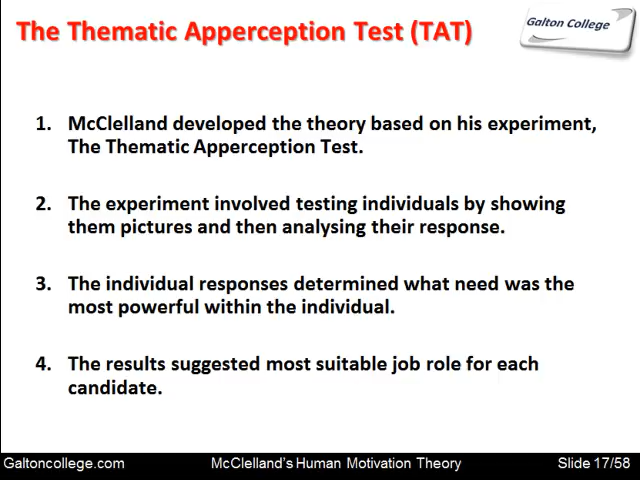 The Thematic Apperception Test (TAT)
Galton College
1. McClelland developed the theory based on his experiment,
The Thematic Apperception Test.
2. The experiment involved testing individuals by showing
them pictures and then analysing their response.
3. The individual responses determined what need was the
most powerful within the individual.
4. The results suggested most suitable job role for each
candidate.
Galtoncollege.com McClelland's Human Motivation Theory Slide 17/58